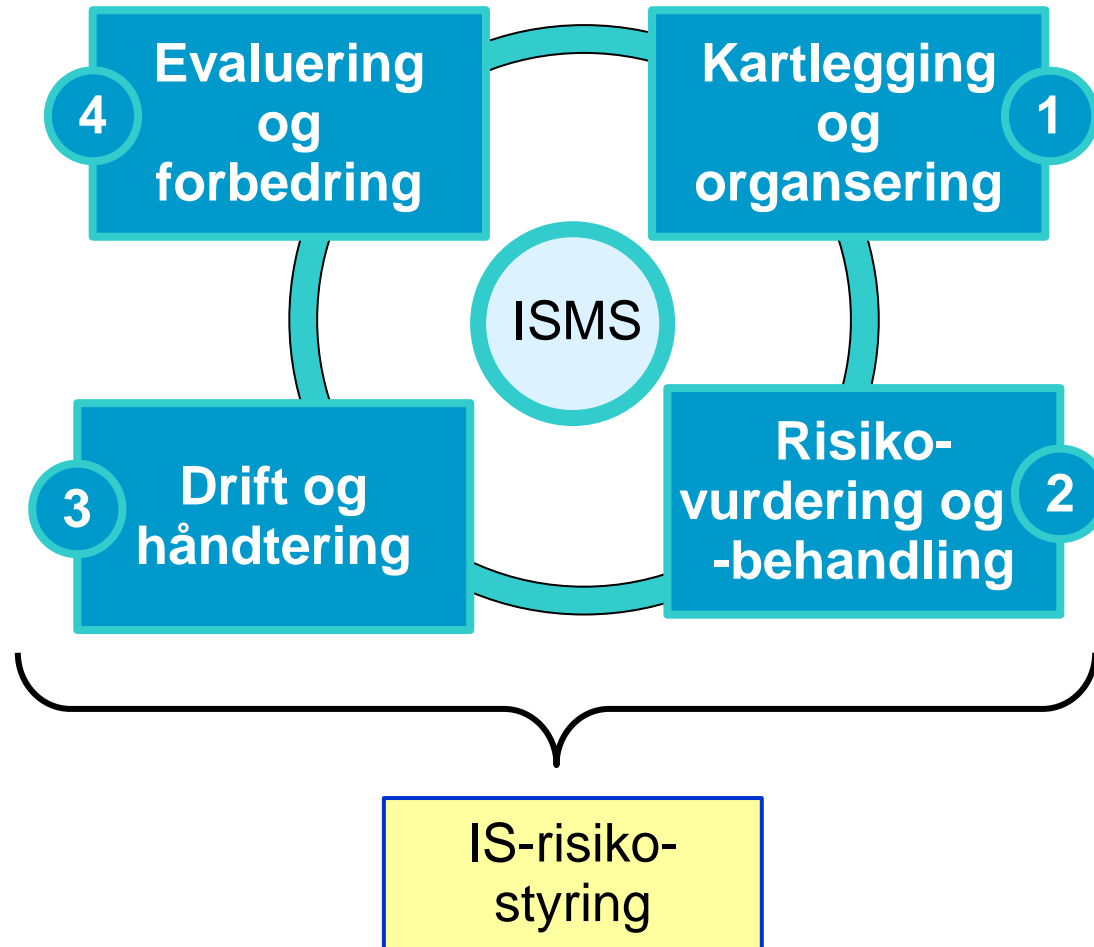 Evaluering
og
forbedring
4
Kartlegging
og
organsering
1
ISMS
Drift og
håndtering
3
Risiko-
vurdering og
-behandling
2
IS-risiko-
styring